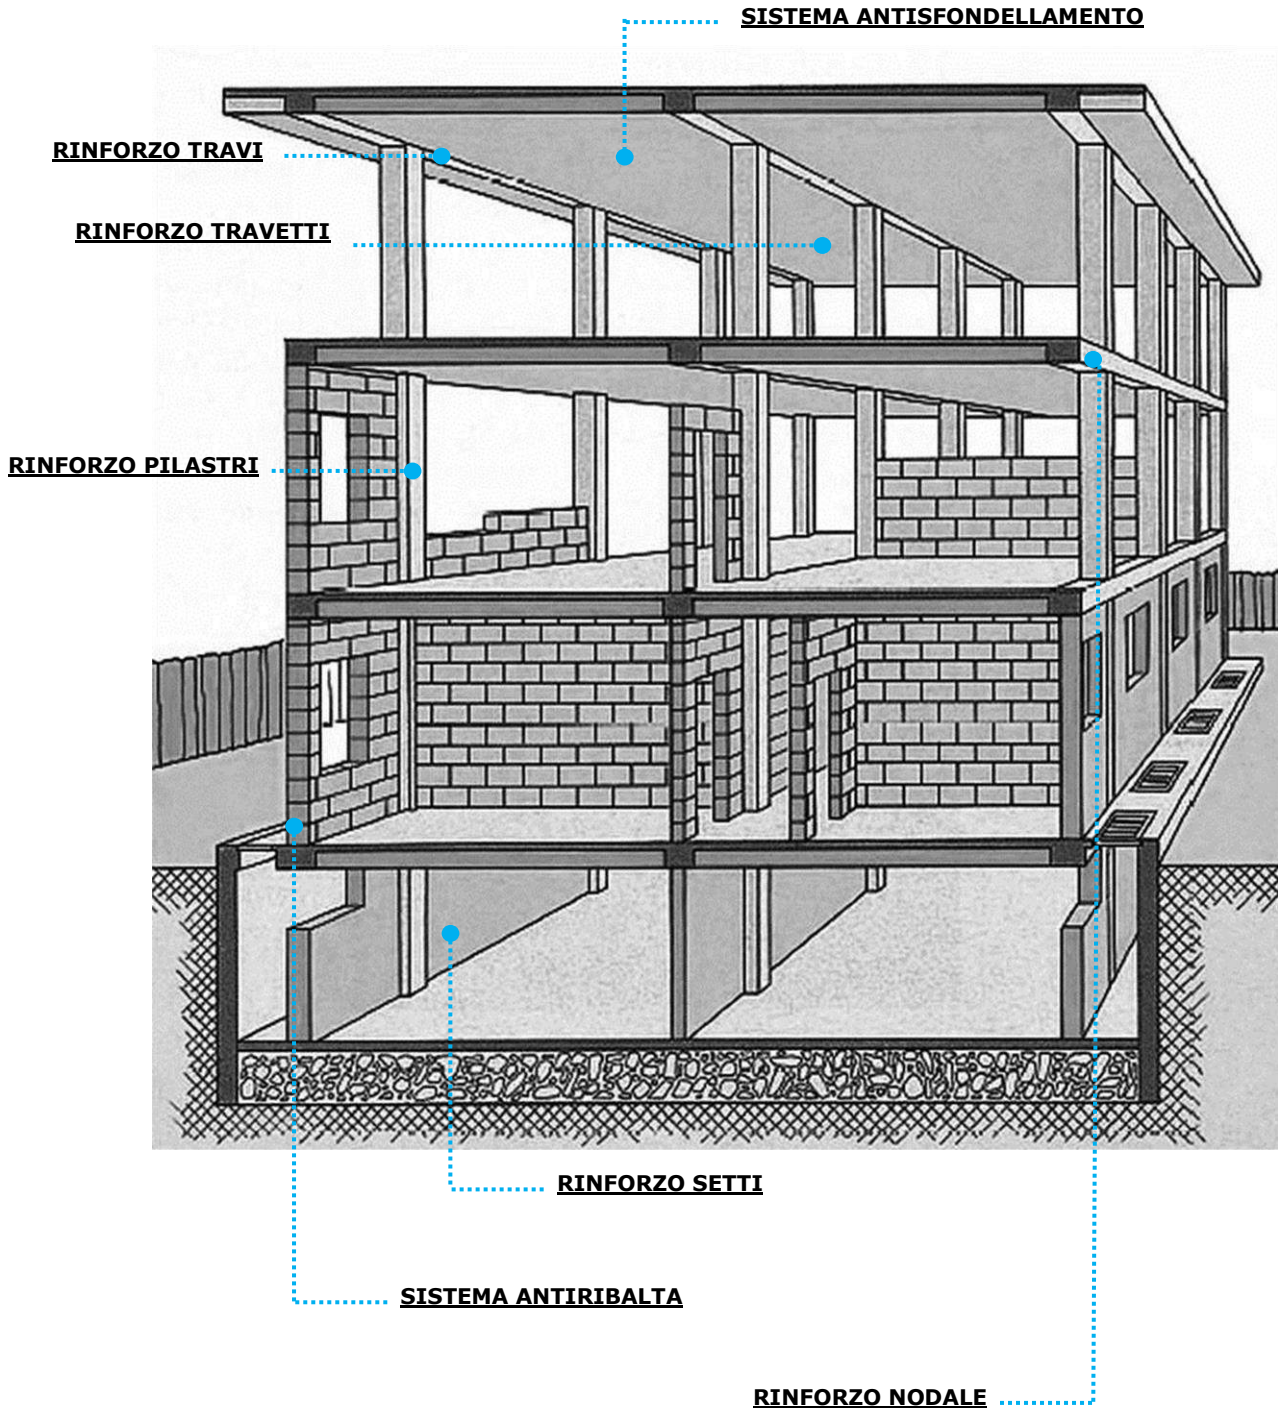 SISTEMA ANTISFONDELLAMENTO
RINFORZO TRAVI
RINFORZO TRAVETTI
RINFORZO PILASTRI
RINFORZO SETTI
SISTEMA ANTIRIBALTA
RINFORZO NODALE